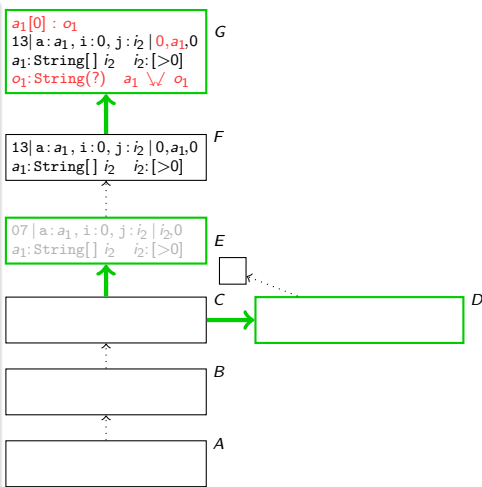 a₁[0] : o₁
G
13| a: a₁, i:0, j: i₂ | 0,a₁,0
a₁: String[ ] i₂ i₂: [>0]
o₁: String(?) a₁ ↘↙ o₁
F
13| a: a₁, i:0, j: i₂ | 0,a₁,0
a₁: String[ ] i₂ i₂: [>0]
07 | a: a₁, i:0, j: i₂ | i₂,0
E
a₁: String[ ] i₂ i₂: [>0]
C
D
B
A